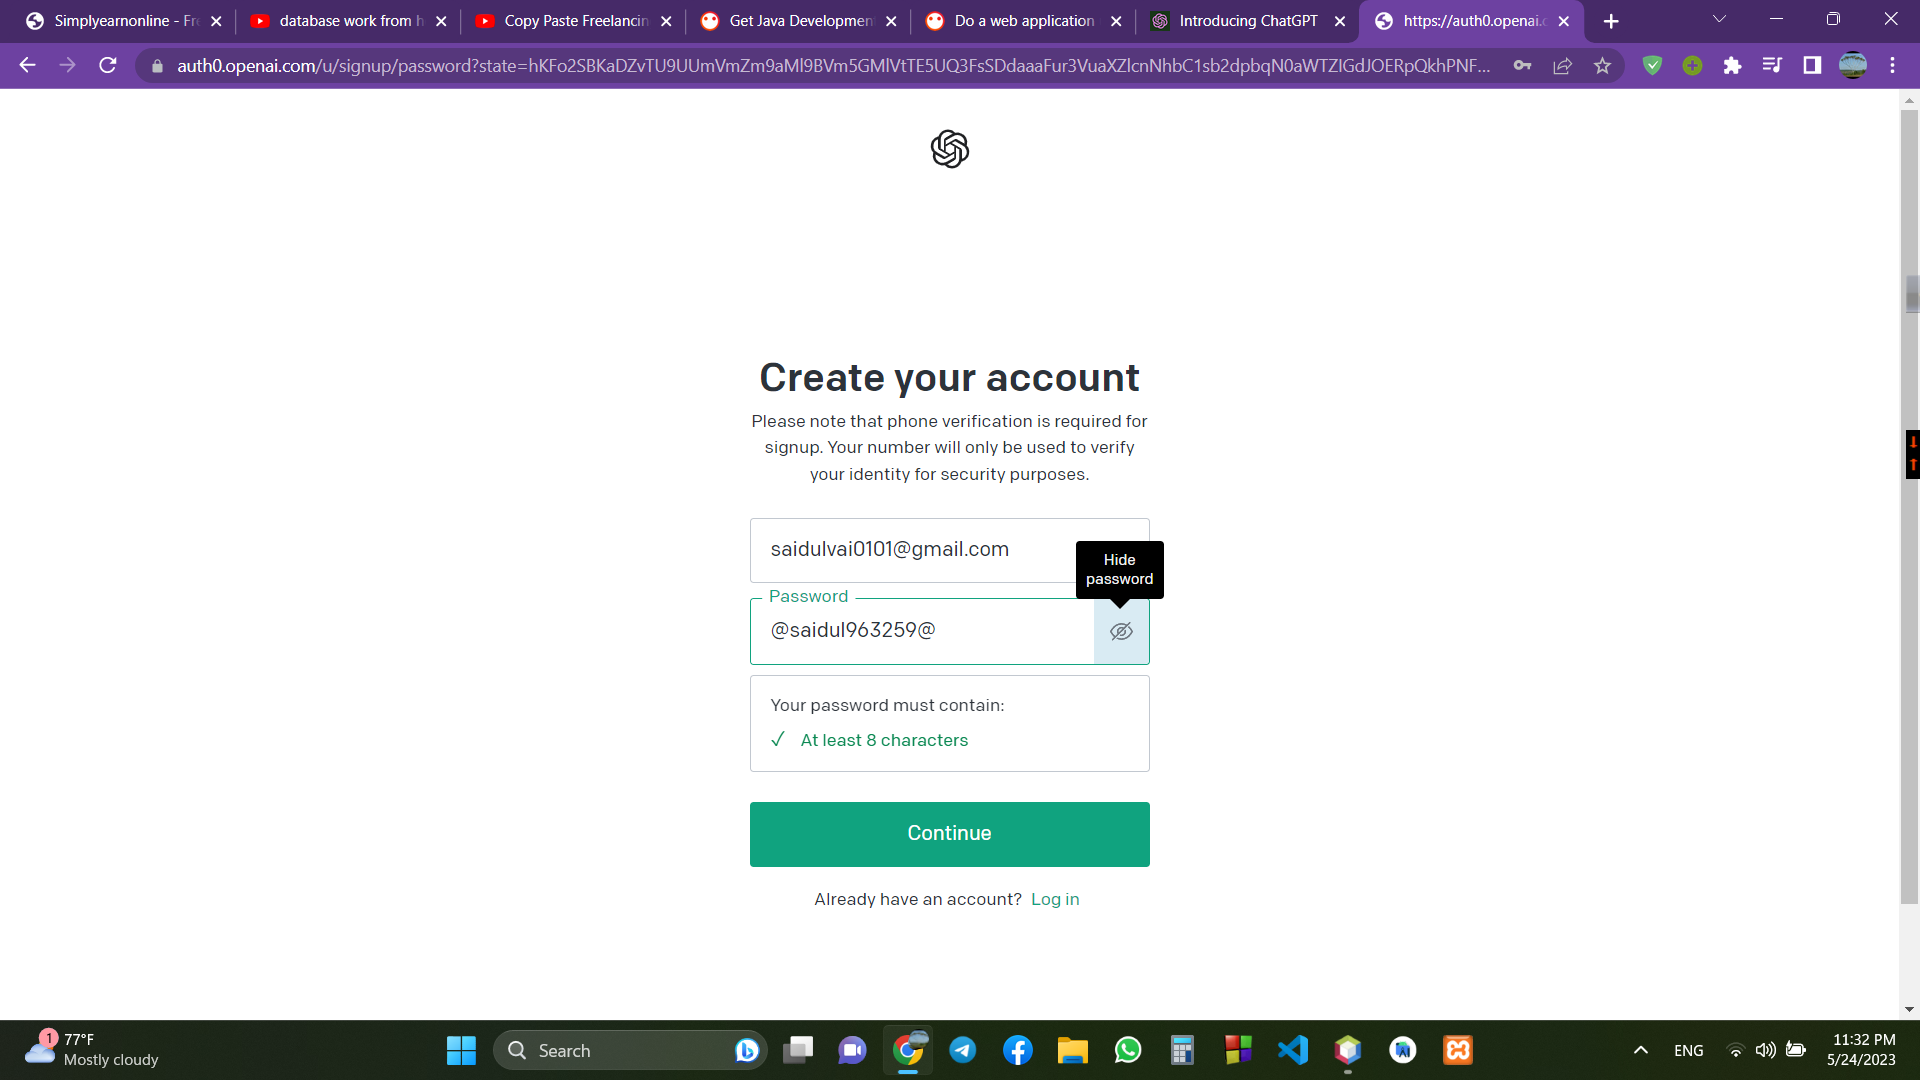 Simplyearnonline - Fr
database work from h
Copy Paste Freelancin
Get Java Developmen
Do a web application
Introducing ChatGPT
https://auth0.openai.c
auth0.openai.com/u/signup/password?state=
Create your account
Please note that phone verification is required for
signup. Your number will only be used to verify
your identity for security purposes.
saidulvai0101@gmail.com
Hide
password
Password
@saidul963259@
Your password must contain:
✓ At least 8 characters
Continue
Already have an account? Log in
1
77°F
Mostly cloudy
Search
ENG
11:32 PM
5/24/2023